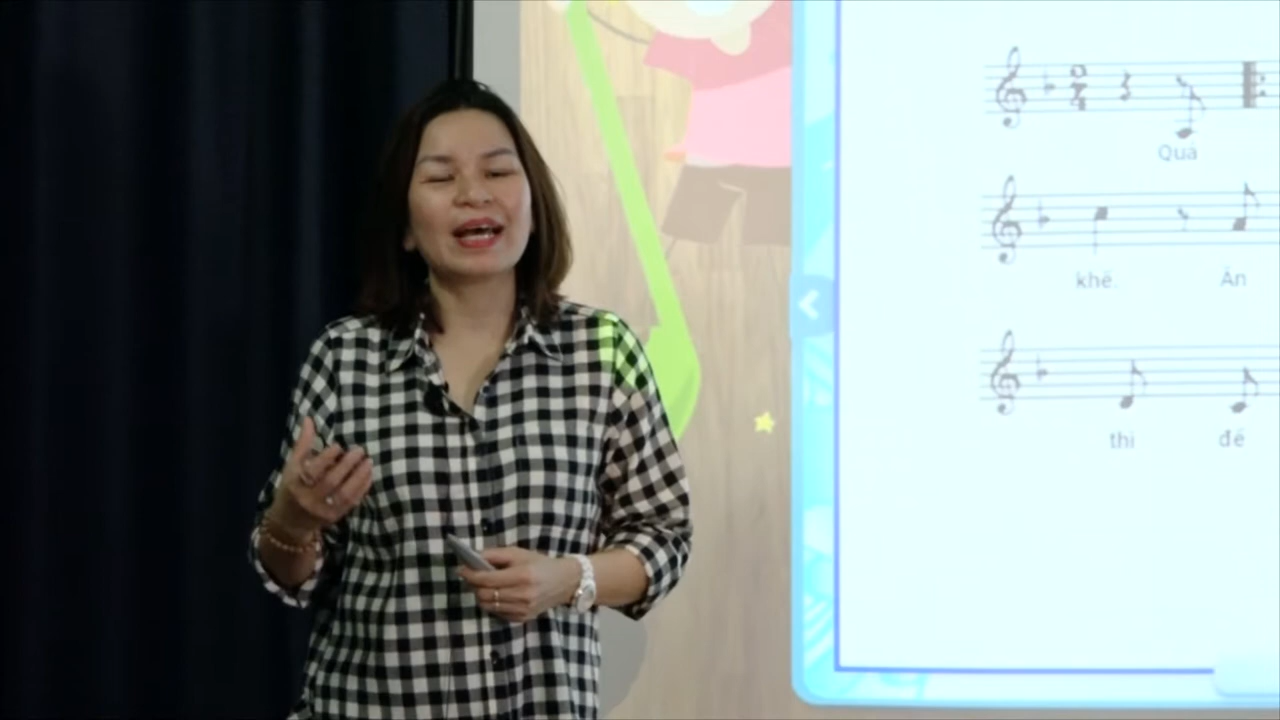 Quả
khế.
Ăn
thì
để